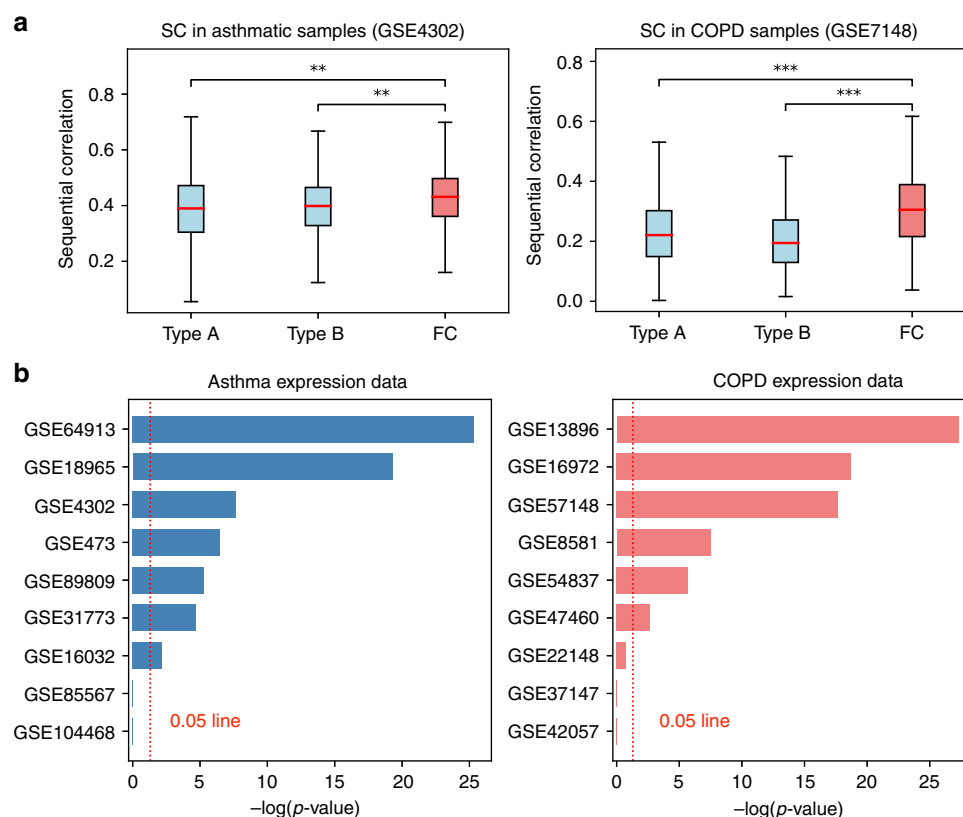 a
SC in asthmatic samples (GSE4302)
Sequential correlation
0.8
0.6
0.4
0.2
**
**
Type A
Type B
FC
SC in COPD samples (GSE7148)
Sequential correlation
0.8
0.6
0.4
0.2
0.0
***
***
Type A
Type B
FC
b
Asthma expression data
GSE64913
GSE18965
GSE4302
GSE473
GSE89809
GSE31773
GSE16032
GSE85567
GSE104468
0.05 line
0
5
10
15
20
25
–log(p-value)
COPD expression data
GSE13896
GSE16972
GSE57148
GSE8581
GSE54837
GSE47460
GSE22148
GSE37147
GSE42057
0.05 line
0
5
10
15
20
25
–log(p-value)